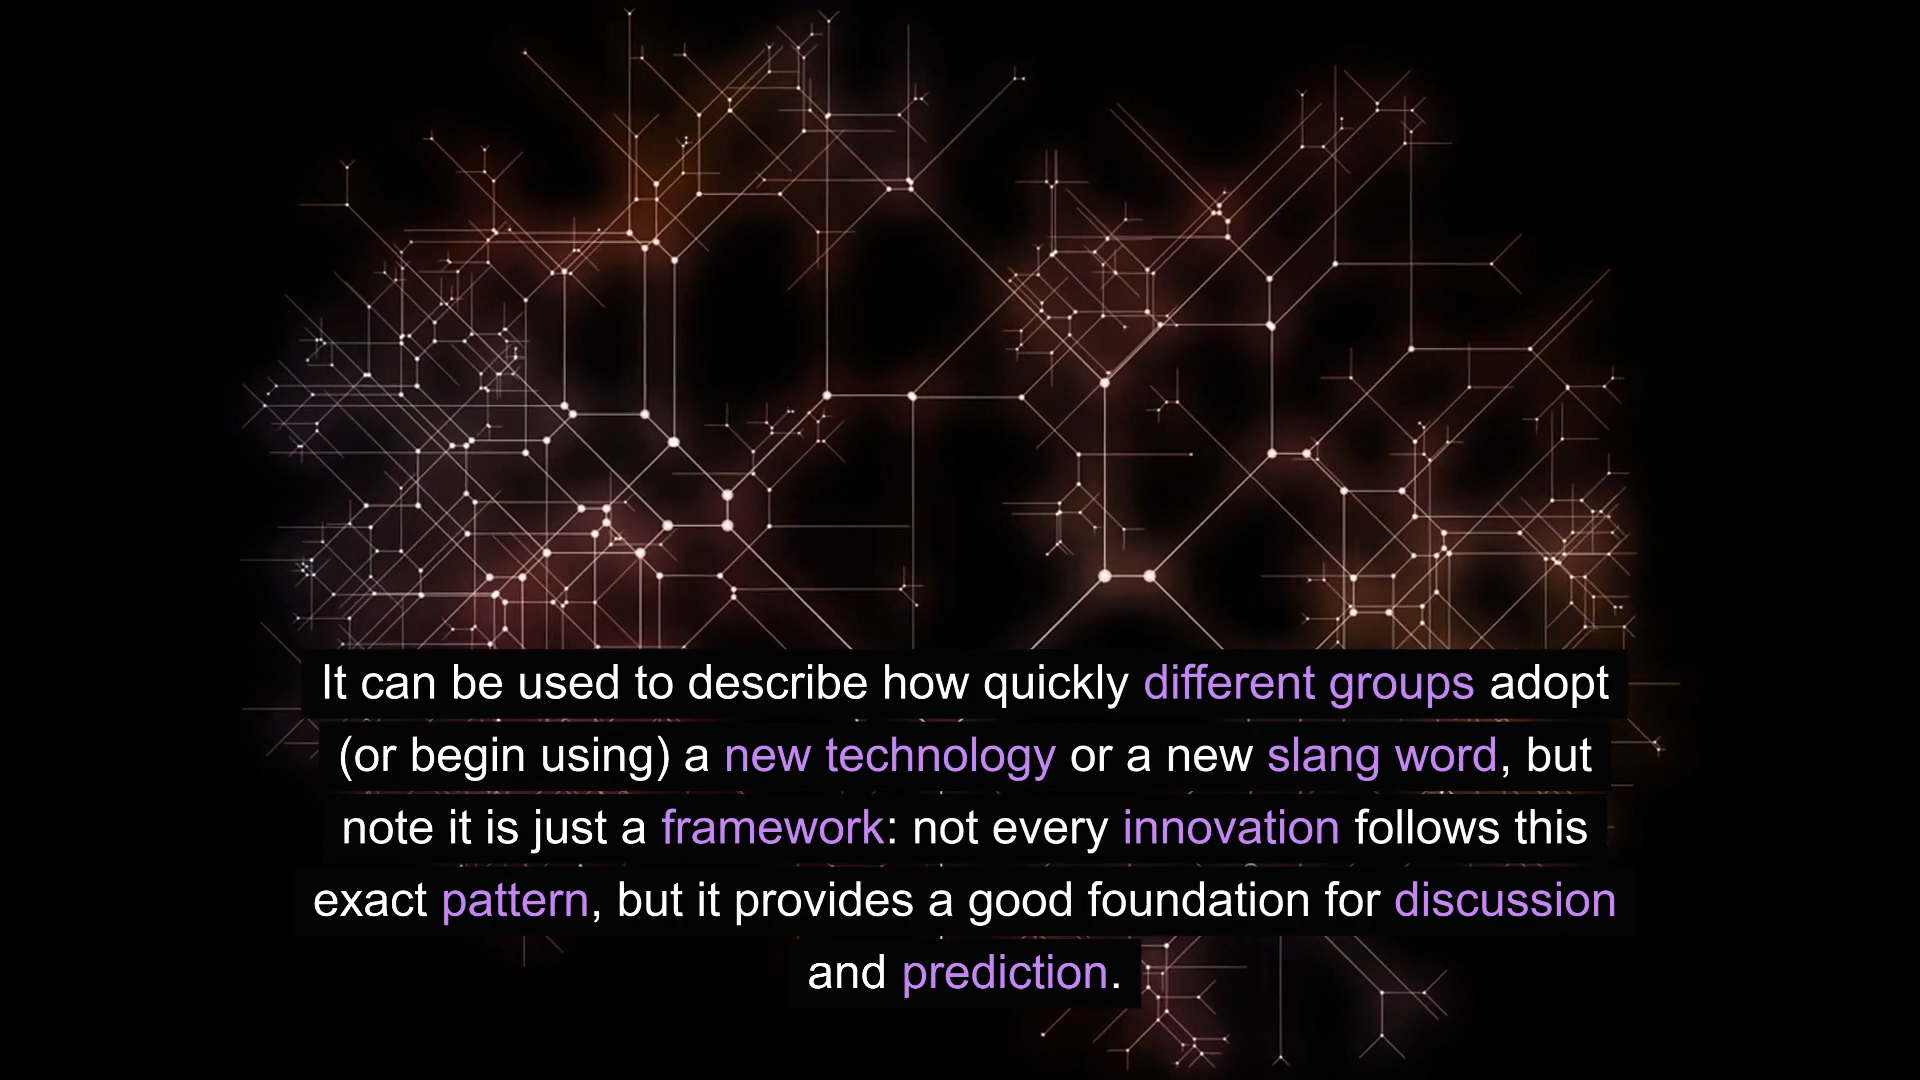 It can be used to describe how quickly different groups adopt
(or begin using) a new technology or a new slang word, but
note it is just a framework: not every innovation follows this
exact pattern, but it provides a good foundation for discussion
and prediction.